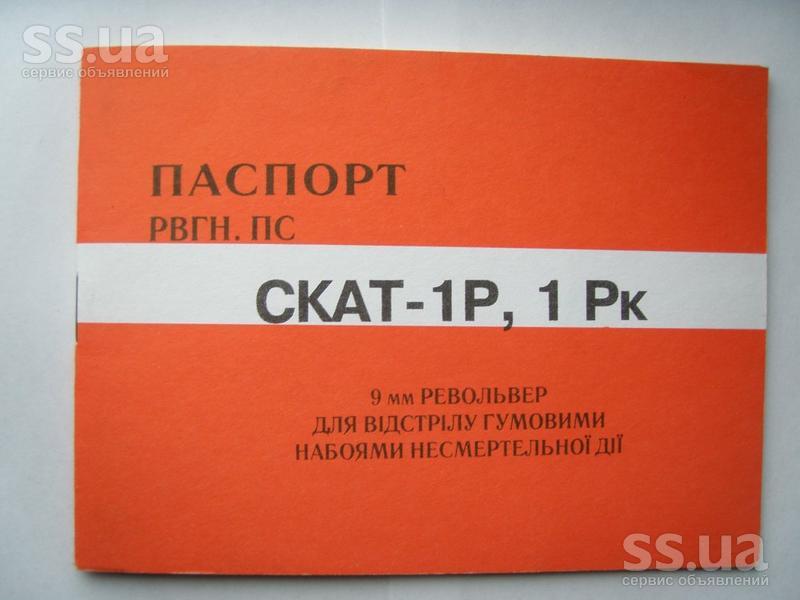 ss.ua
сервис объявлений
ПАСПОРТ
РВГН. ПС
СКАТ-1Р, 1 Рк
9 мм РЕВОЛЬВЕР
ДЛЯ ВІДСТРІЛУ ГУМОВИМИ
НАБОЯМИ НЕСМЕРТЕЛЬНОЇ ДІЇ
ss.ua
сервис объявлений